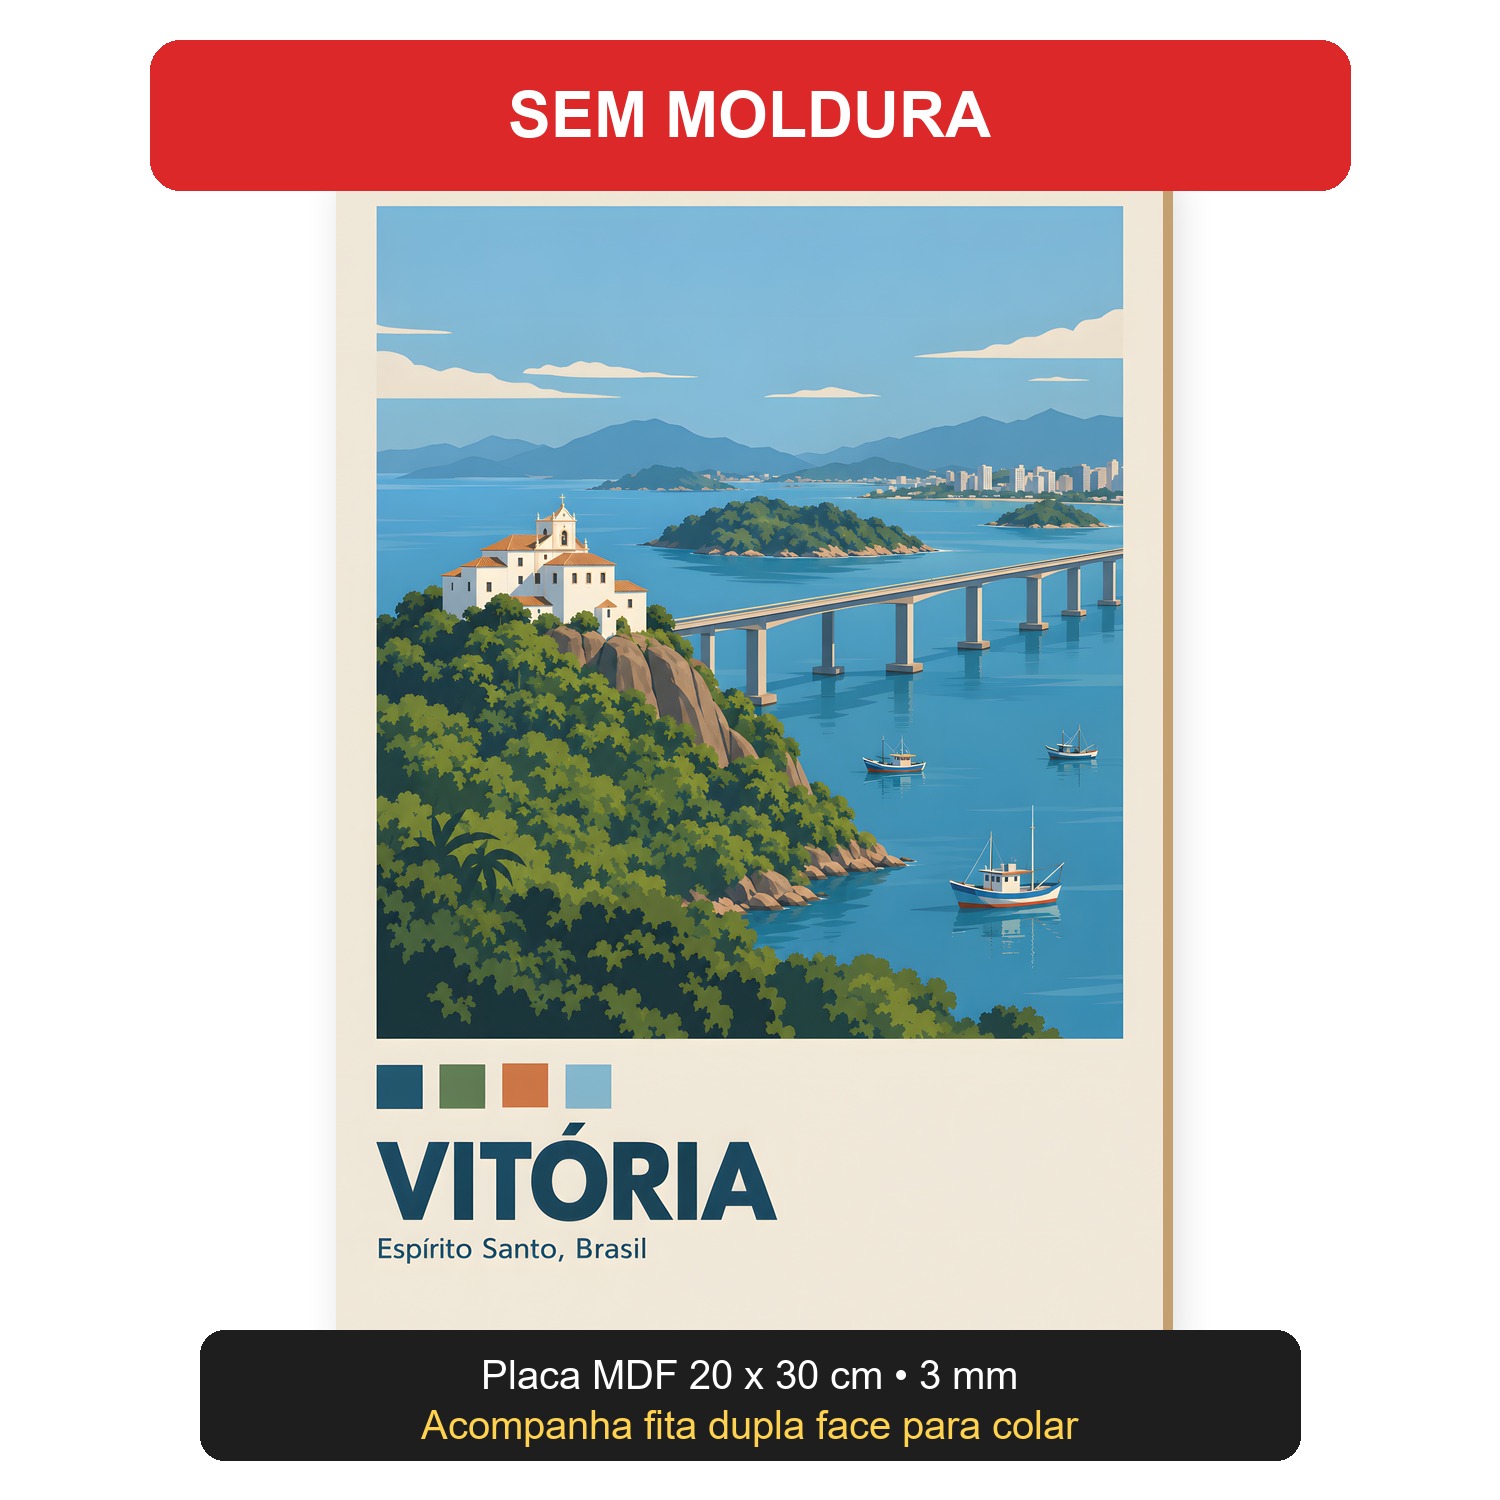 SEM MOLDURA
VITÓRIA
Espírito Santo, Brasil
Placa MDF 20 x 30 cm • 3 mm
Acompanha fita dupla face para colar